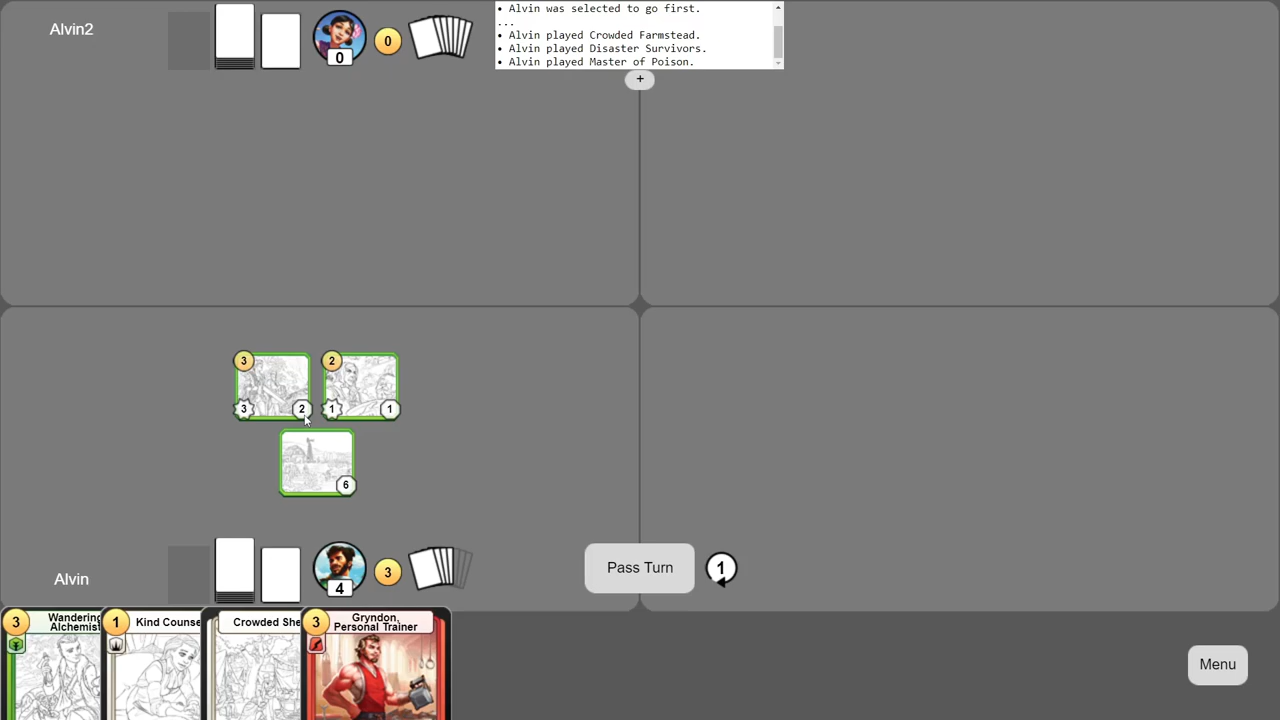 Alvin2
0
0
• Alvin was selected to go first.
...
• Alvin played Crowded Farmstead.
• Alvin played Disaster Survivors.
• Alvin played Master of Poison.
+
3
2
3
2
1
1
6
Alvin
4
3
Pass Turn
1
3
Wandering
Alchemist
1
Kind Counse
Crowded She
3
Gryndon,
Personal Trainer
Menu